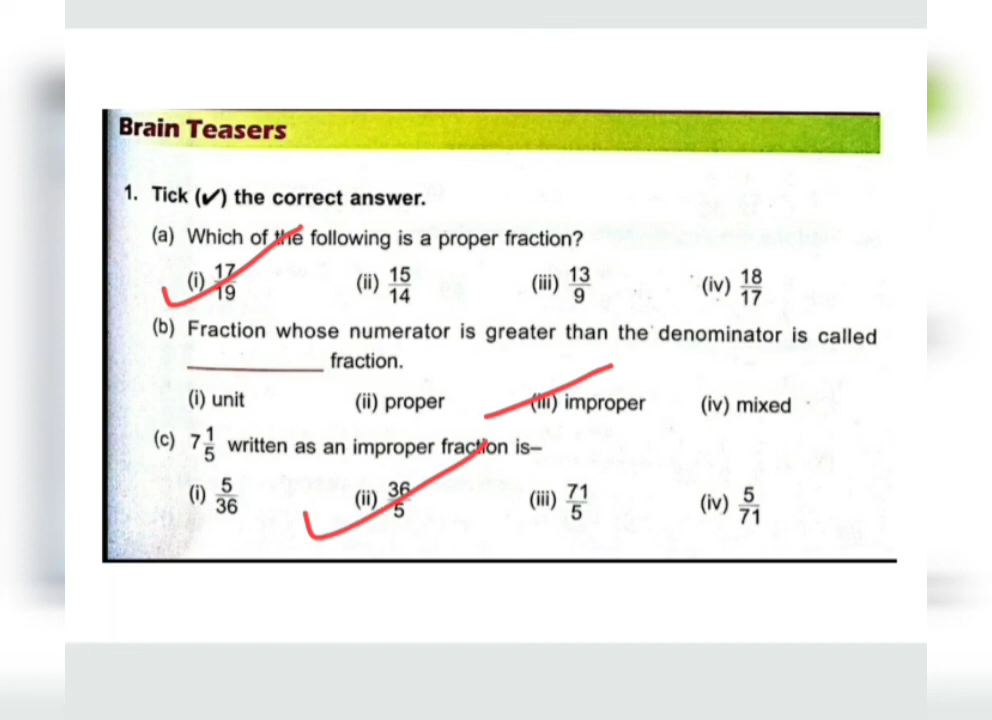 Brain Teasers
1. Tick (✔) the correct answer.
(a) Which of the following is a proper fraction?
(i) 17/19 (ii) 15/14 (iii) 13/9 (iv) 18/17
(b) Fraction whose numerator is greater than the denominator is called
____________ fraction.
(i) unit (ii) proper (iii) improper (iv) mixed
(c) 7 1/5 written as an improper fraction is–
(i) 5/36 (ii) 36/5 (iii) 71/5 (iv) 5/71